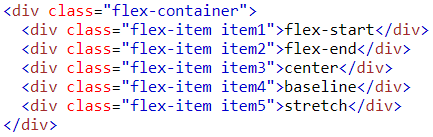 <div class="flex-container">
  <div class="flex-item item1">flex-start</div>
  <div class="flex-item item2">flex-end</div>
  <div class="flex-item item3">center</div>
  <div class="flex-item item4">baseline</div>
  <div class="flex-item item5">stretch</div>
</div>